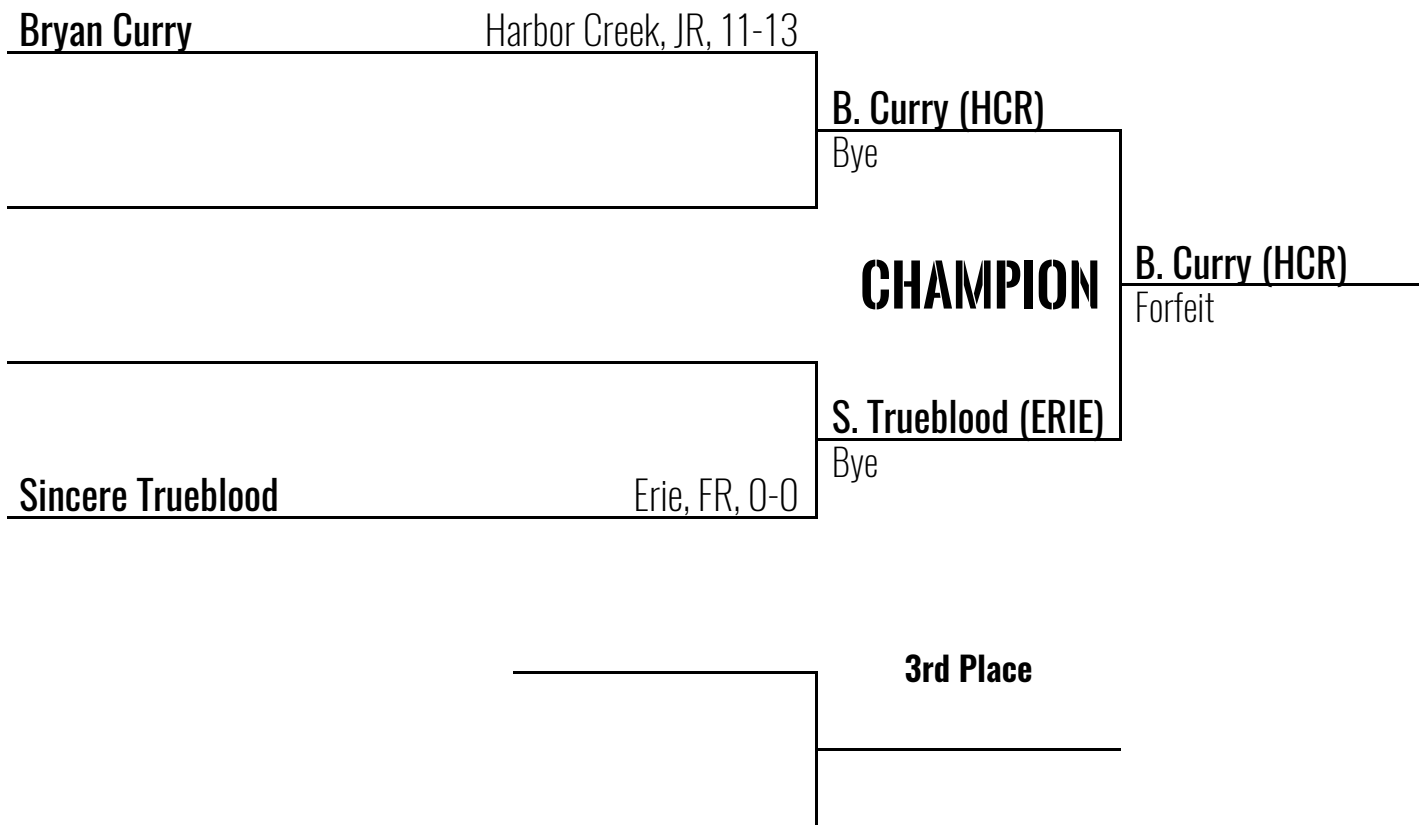 Bryan Curry Harbor Creek, JR, 11-13
B. Curry (HCR)
Bye
CHAMPION
B. Curry (HCR)
Forfeit
S. Trueblood (ERIE)
Bye
Sincere Trueblood Erie, FR, 0-0
3rd Place